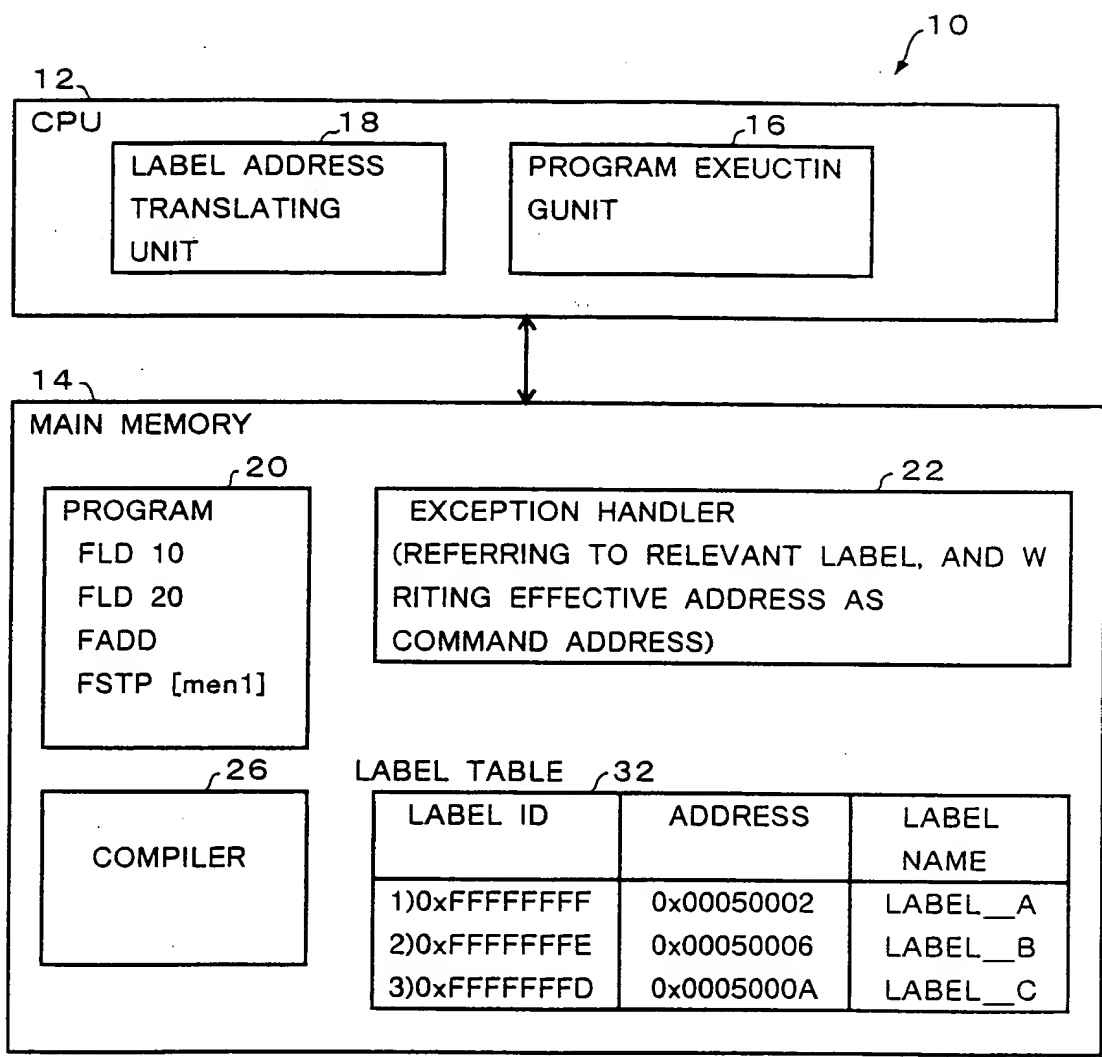 10
12
CPU
18
LABEL ADDRESS
TRANSLATING
UNIT
16
PROGRAM EXEUCTIN
GUNIT
14
MAIN MEMORY
20
PROGRAM
FLD 10
FLD 20
FADD
FSTP [men1]
22
EXCEPTION HANDLER
(REFERRING TO RELEVANT LABEL, AND W
RITING EFFECTIVE ADDRESS AS
COMMAND ADDRESS)
26
COMPILER
LABEL TABLE 32
LABEL ID ADDRESS LABEL
NAME
1)0xFFFFFFFF 0x00050002 LABEL__A
2)0xFFFFFFFE 0x00050006 LABEL__B
3)0xFFFFFFFD 0x0005000A LABEL__C